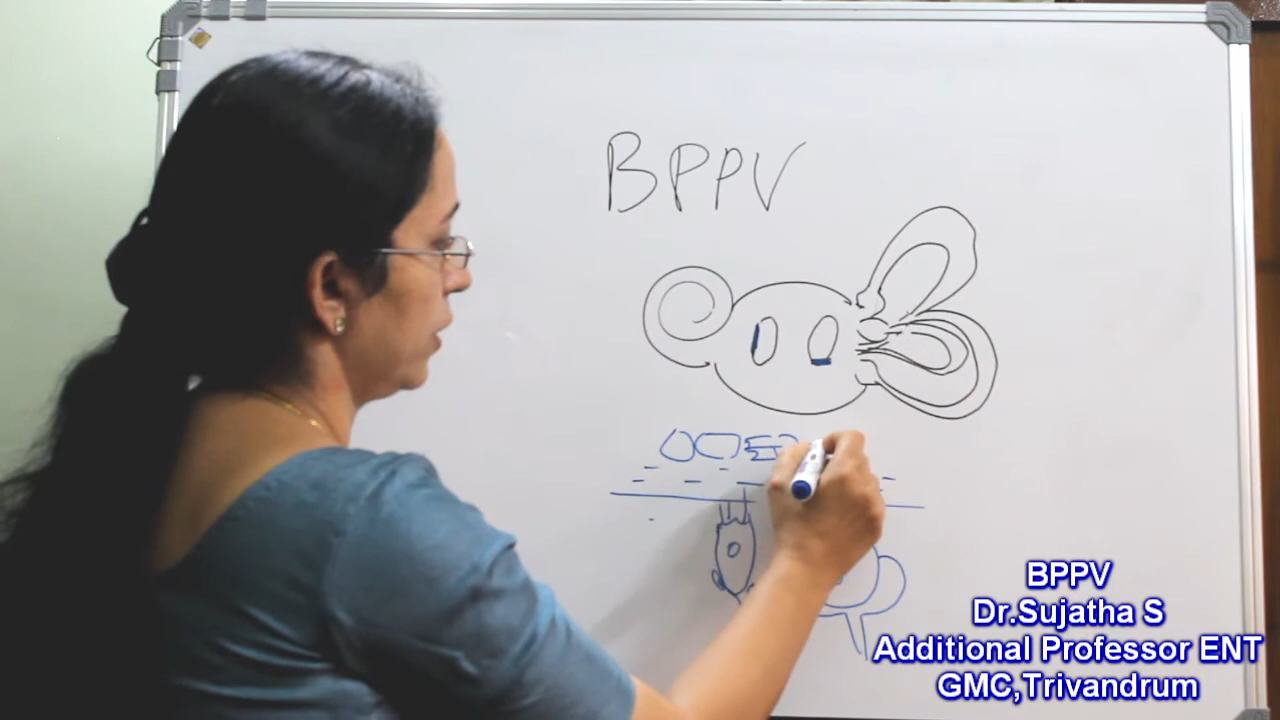 BPPV
BPPV
Dr.Sujatha S
Additional Professor ENT
GMC,Trivandrum